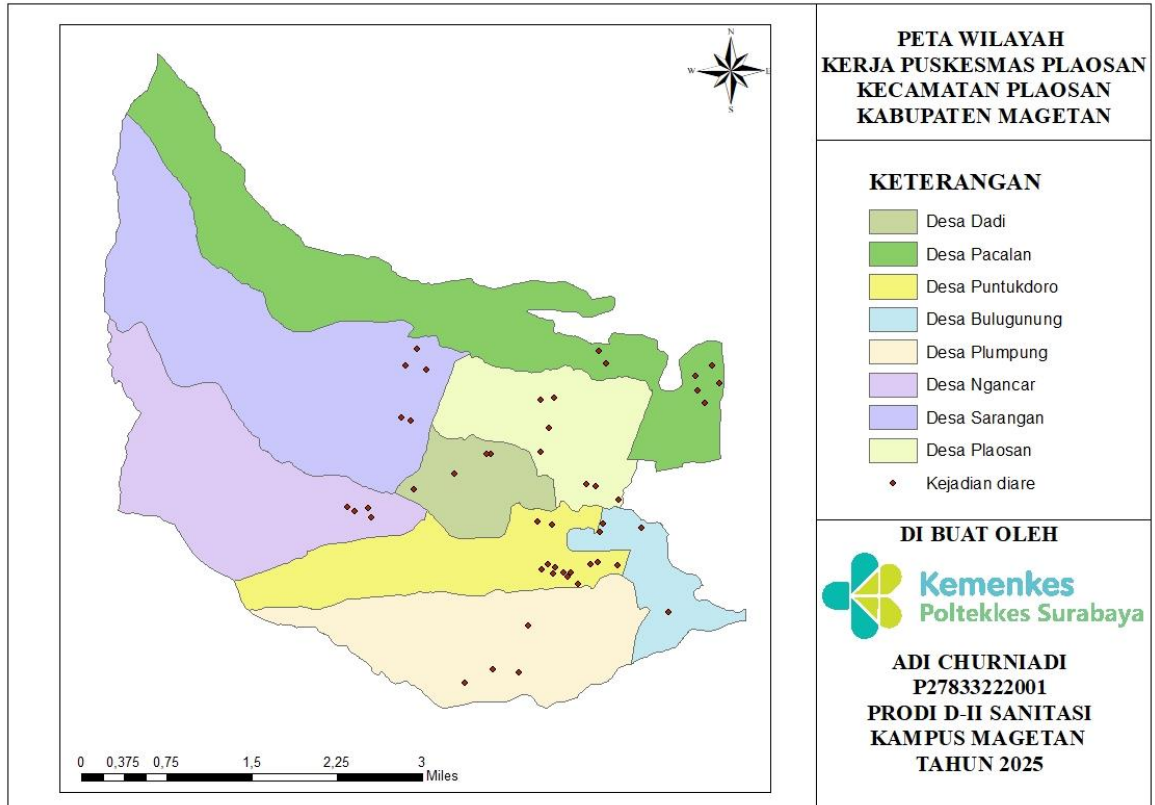 PETA WILAYAH
KERJA PUSKESMAS PLAOSAN
KECAMATAN PLAOSAN
KABUPATEN MAGETAN
N
W E
S
KETERANGAN
Desa Dadi
Desa Pacalan
Desa Puntukdoro
Desa Bulugunung
Desa Plumpung
Desa Ngancar
Desa Sarangan
Desa Plaosan
Kejadian diare
DI BUAT OLEH
Kemenkes
Poltekkes Surabaya
ADI CHURNIADI
P27833222001
PRODI D-II SANITASI
KAMPUS MAGETAN
TAHUN 2025
0 0,375 0,75 1,5 2,25 3
Miles